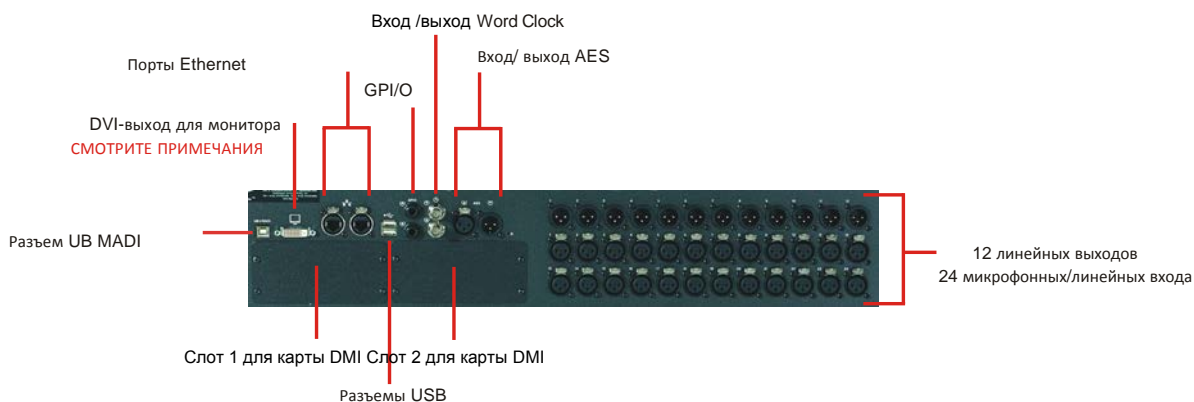 Вход /выход Word Clock
Вход/ выход AES
Порты Ethernet
GPI/O
DVI-выход для монитора
СМОТРИТЕ ПРИМЕЧАНИЯ
Разъем UB MADI
12 линейных выходов
24 микрофонных/линейных входа
Слот 1 для карты DMI Слот 2 для карты DMI
Разъемы USB